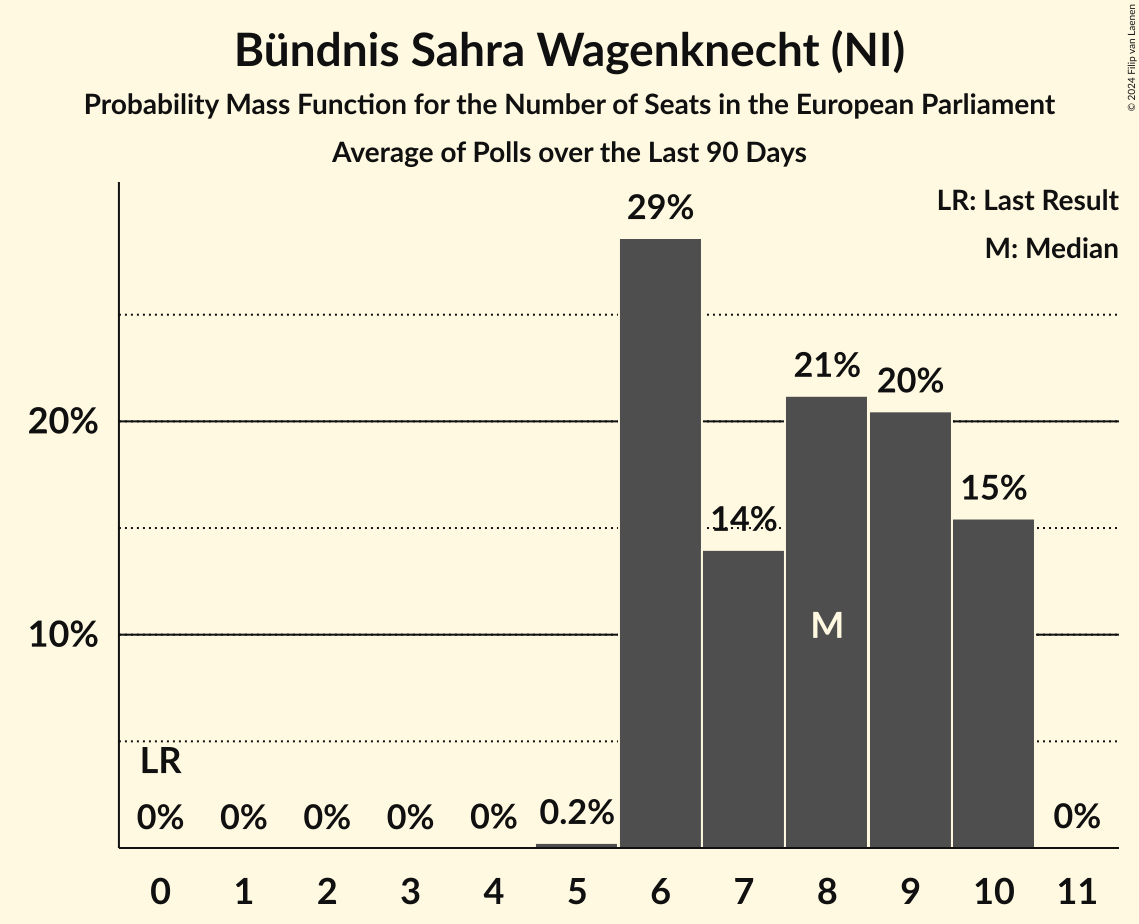 Bündnis Sahra Wagenknecht (NI)
Probability Mass Function for the Number of Seats in the European Parliament
Average of Polls over the Last 90 Days
© 2024 Filip van Laenen
LR: Last Result
M: Median
29%
21%
20%
20%
15%
14%
10%
M
LR
0%
0%
0%
0%
0%
0.2%
0%
0 1 2 3 4 5 6 7 8 9 10 11